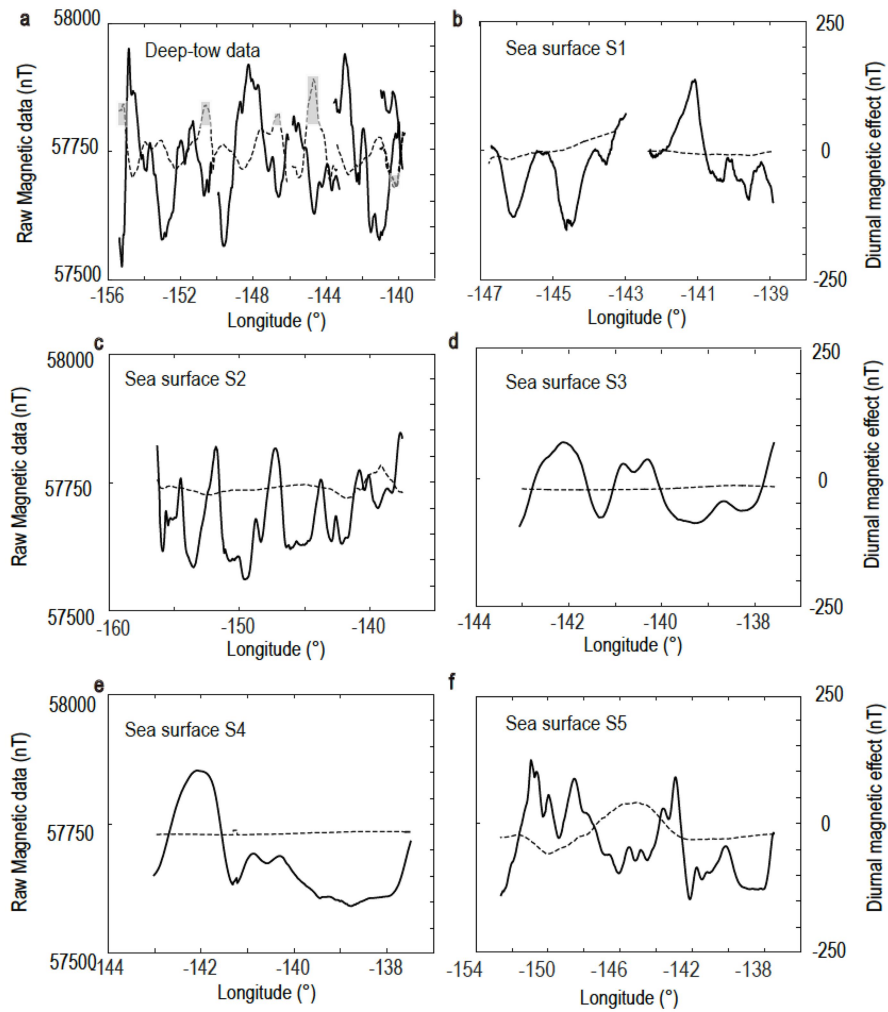 a
Deep-tow data
58000
57750
57500
Raw Magnetic data (nT)
-156
-152
-148
-144
-140
Longitude (°)
b
Sea surface S1
250
0
-250
Diurnal magnetic effect (nT)
-147
-145
-143
-141
-139
Longitude (°)
c
Sea surface S2
58000
57750
57500
Raw Magnetic data (nT)
-160
-150
-140
Longitude (°)
d
Sea surface S3
250
0
-250
Diurnal magnetic effect (nT)
-144
-142
-140
-138
Longitude (°)
e
Sea surface S4
58000
57750
57500
Raw Magnetic data (nT)
-144
-142
-140
-138
Longitude (°)
f
Sea surface S5
250
0
-250
Diurnal magnetic effect (nT)
-154
-150
-146
-142
-138
Longitude (°)